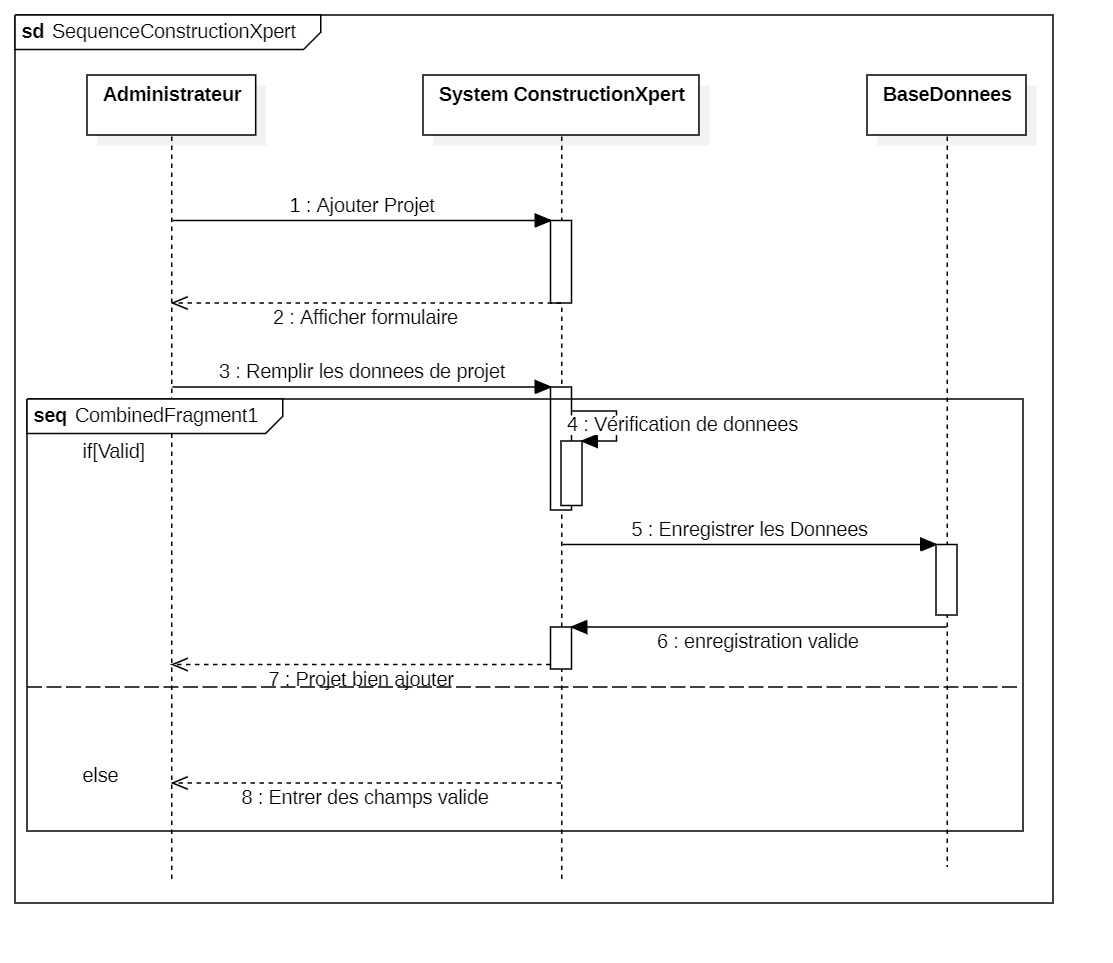 sd SequenceConstructionXpert
Administrateur
System ConstructionXpert
BaseDonnees
1 : Ajouter Projet
2 : Afficher formulaire
3 : Remplir les donnees de projet
seq CombinedFragment1
4 : Vérification de donnees
if[Valid]
5 : Enregistrer les Donnees
6 : enregistration valide
7 : Projet bien ajouter
else
8 : Entrer des champs valide